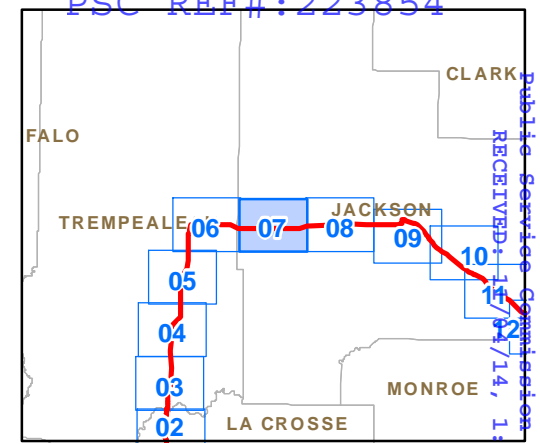 PSC REF#:223854
CLARK
FALO
JACKSON
TREMPEALE
06
07
08
09
10
05
11
04
12
03
MONROE
02
LA CROSSE
Public Service Commission
RECEIVED: 11/04/14, 1: